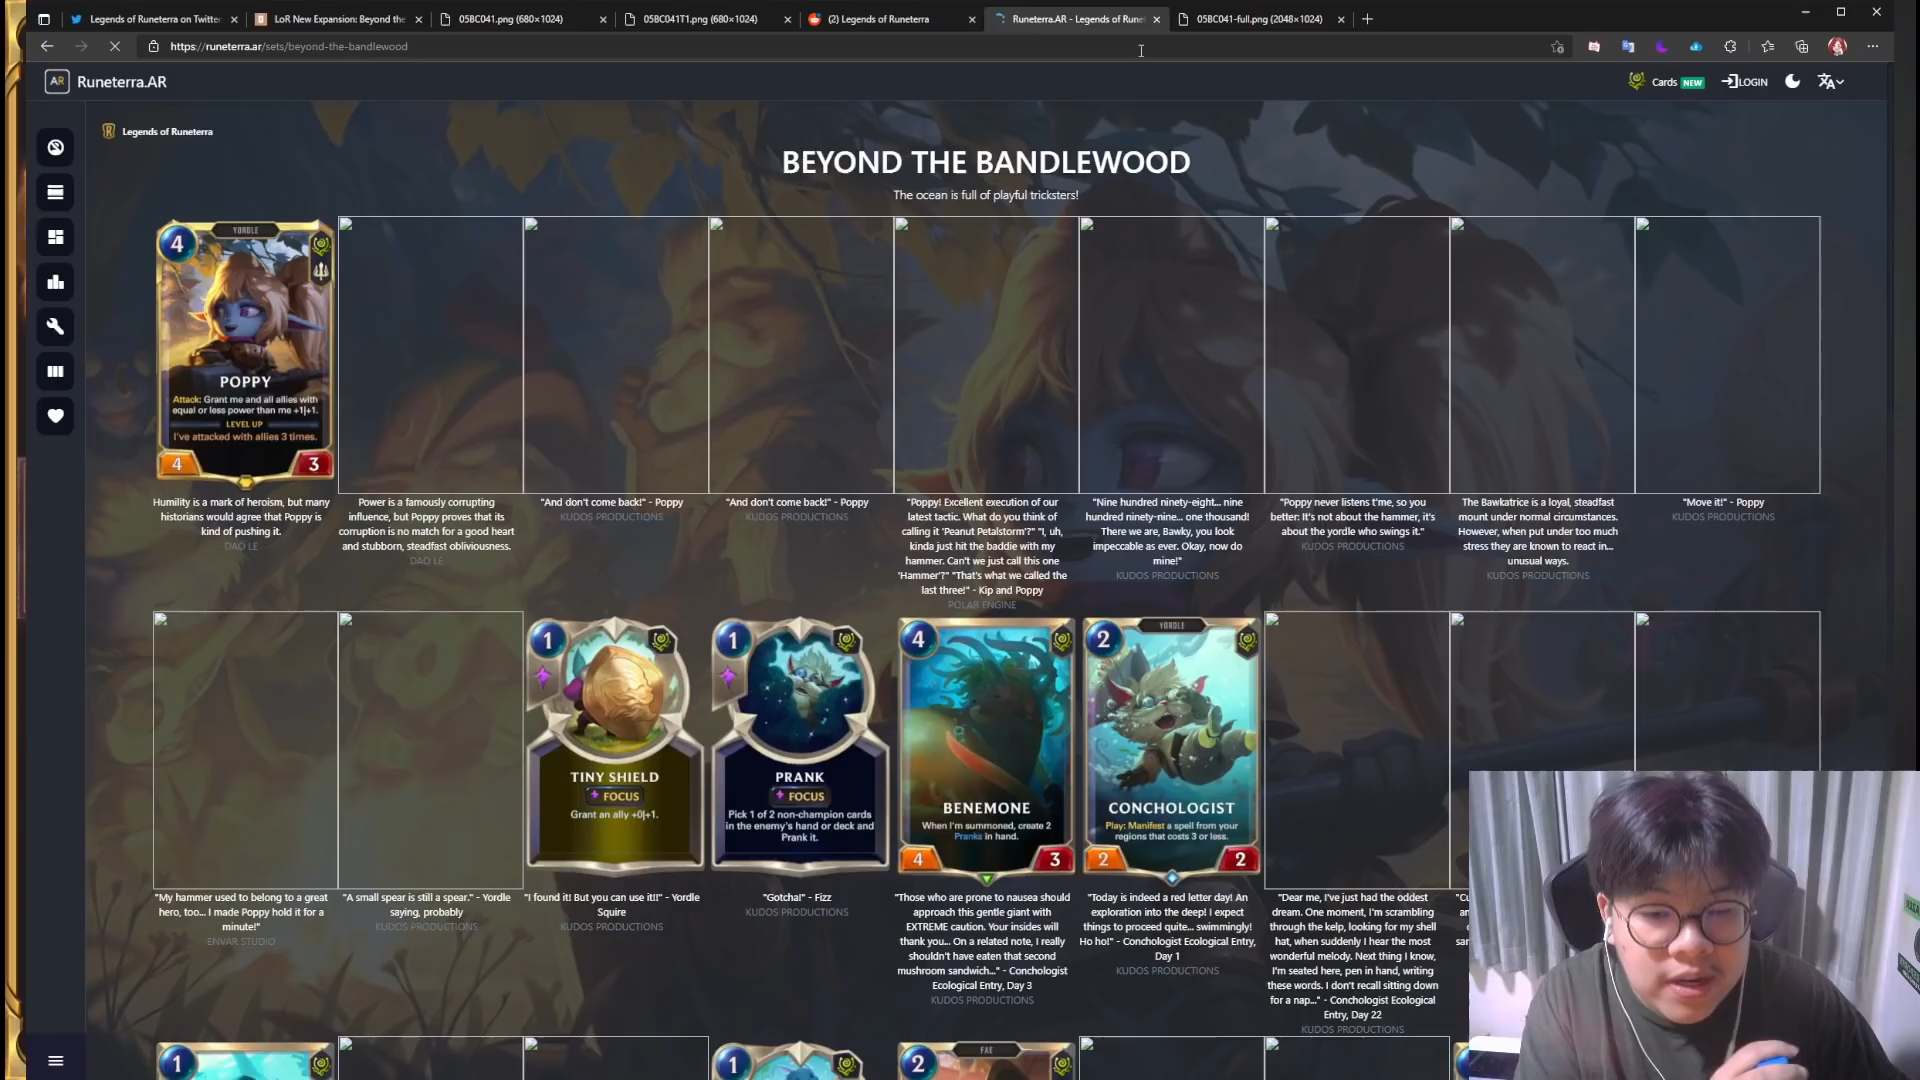 Legends of Runeterra on Twitter
LoR New Expansion: Beyond the
05BC041.png (680×1024)
05BC041T1.png (680×1024)
(2) Legends of Runeterra
Runeterra.AR - Legends of Rune
05BC041-full.png (2048×1024)
https://runeterra.ar/sets/beyond-the-bandlewood
AR
Runeterra.AR
Cards NEW
LOGIN
Legends of Runeterra
BEYOND THE BANDLEWOOD
The ocean is full of playful tricksters!
4
YORDLE
POPPY
Attack: Grant me and all allies with
equal or less power than me +1|+1.
LEVEL UP
I've attacked with allies 3 times.
4
3
Humility is a mark of heroism, but many
historians would agree that Poppy is
kind of pushing it.
DAO LE
Power is a famously corrupting
influence, but Poppy proves that its
corruption is no match for a good heart
and stubborn, steadfast obliviousness.
DAO LE
"And don't come back!" - Poppy
KUDOS PRODUCTIONS
"And don't come back!" - Poppy
KUDOS PRODUCTIONS
"Poppy! Excellent execution of our
latest tactic. What do you think of
calling it 'Peanut Petalstorm'?" "I, uh,
kinda just hit the baddie with my
hammer. Can't we just call this one
'Hammer'?" "That's what we called the
last three!" - Kip and Poppy
POLAR ENGINE
"Nine hundred ninety-eight... nine
hundred ninety-nine... one thousand!
There we are, Bawky, you look
impeccable as ever. Okay, now do
mine!"
KUDOS PRODUCTIONS
"Poppy never listens t'me, so you
better: It's not about the hammer, it's
about the yordle who swings it."
KUDOS PRODUCTIONS
The Bawkatrice is a loyal, steadfast
mount under normal circumstances.
However, when put under too much
stress they are known to react in...
unusual ways.
KUDOS PRODUCTIONS
"Move it!" - Poppy
KUDOS PRODUCTIONS
"My hammer used to belong to a great
hero, too... I made Poppy hold it for a
minute!"
ENVAR STUDIO
"A small spear is still a spear." - Yordle
saying, probably
KUDOS PRODUCTIONS
1
TINY SHIELD
FOCUS
Grant an ally +0|+1.
"I found it! But you can use it!!" - Yordle
Squire
KUDOS PRODUCTIONS
1
PRANK
FOCUS
Pick 1 of 2 non-champion cards
in the enemy's hand or deck and
Prank it.
"Gotcha!" - Fizz
KUDOS PRODUCTIONS
4
BENEMONE
When I'm summoned, create 2
Pranks in hand.
4
3
"Those who are prone to nausea should
approach this gentle giant with
EXTREME caution. Your insides will
thank you... On a related note, I really
shouldn't have eaten that second
mushroom sandwich..." - Conchologist
Ecological Entry, Day 3
KUDOS PRODUCTIONS
2
YORDLE
CONCHOLOGIST
Play: Manifest a spell from your
regions that costs 3 or less.
2
2
"Today is indeed a red letter day! An
exploration into the deep! I expect
things to proceed quite... swimmingly!
Ho ho!" - Conchologist Ecological Entry,
Day 1
KUDOS PRODUCTIONS
"Dear me, I've just had the oddest
dream. One moment, I'm scrambling
through the kelp, looking for my shell
hat, when suddenly I hear the most
wonderful melody. Next thing I know,
I'm seated here, pen in hand, writing
these words. I don't recall sitting down
for a nap..." - Conchologist Ecological
Entry, Day 22
KUDOS PRODUCTIONS
1
1
2
FAE